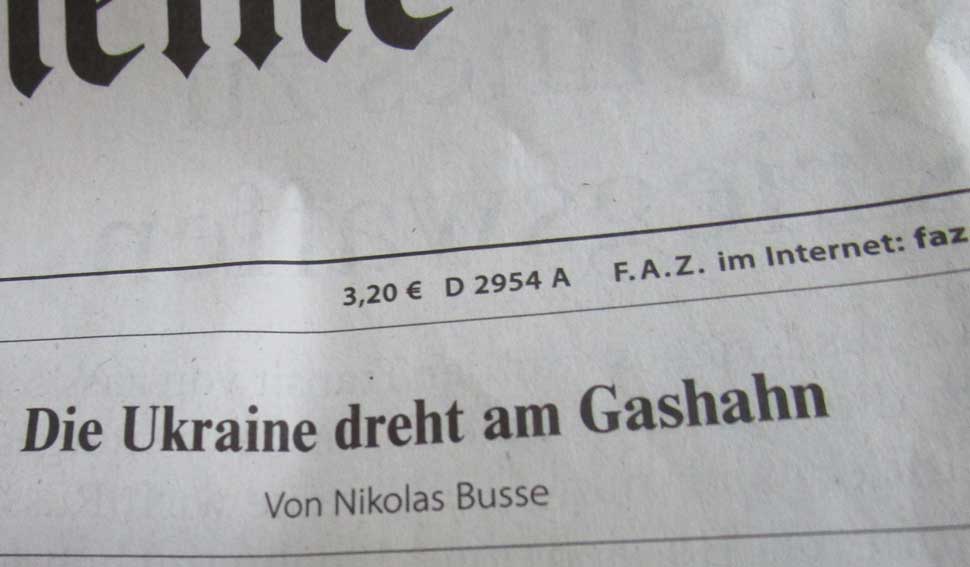 3,20 € D 2954 A F.A.Z. im Internet: faz
Die Ukraine dreht am Gashahn
Von Nikolas Busse